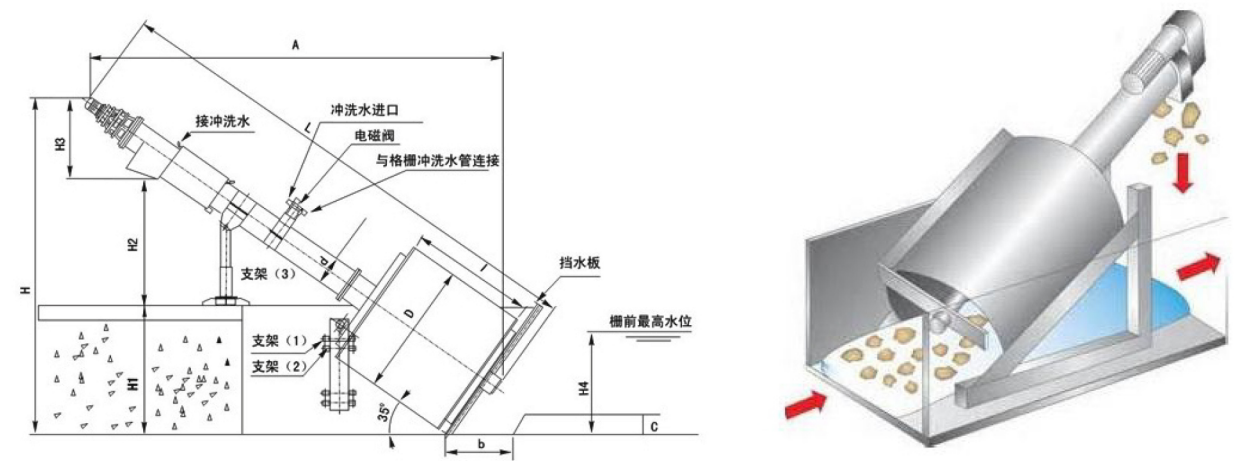 A
冲洗水进口
L
接冲洗水
电磁阀
H3
与格栅冲洗水管连接
H2
d
l
支架（3）
挡水板
H
D
栅前最高水位
支架（1）
支架（2）
H1
H4
35°
C
b